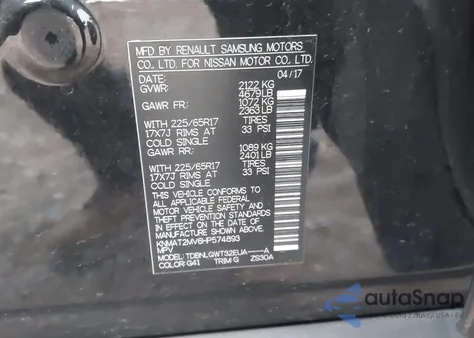 MFD BY RENAULT SAMSUNG MOTORS
CO., LTD. FOR NISSAN MOTOR CO., LTD.
DATE: 04/17
GVWR: 2122 KG
4679 LB
GAWR FR: 1072 KG
2363 LB
WITH 225/65R17 TIRES
17X7J RIMS AT 33 PSI
COLD SINGLE
GAWR RR: 1089 KG
2401 LB
WITH 225/65R17 TIRES
17X7J RIMS AT 33 PSI
COLD SINGLE
THIS VEHICLE CONFORMS TO
ALL APPLICABLE FEDERAL
MOTOR VEHICLE SAFETY AND
THEFT PREVENTION STANDARDS
IN EFFECT ON THE DATE OF
MANUFACTURE SHOWN ABOVE.
KNMAT2MV6HP574893
MPV
MODEL: TDBNLGWT32EUA----A
COLOR: G41 TRIM G ZS30A
autoSnap
Auta z aukcji USA - EU